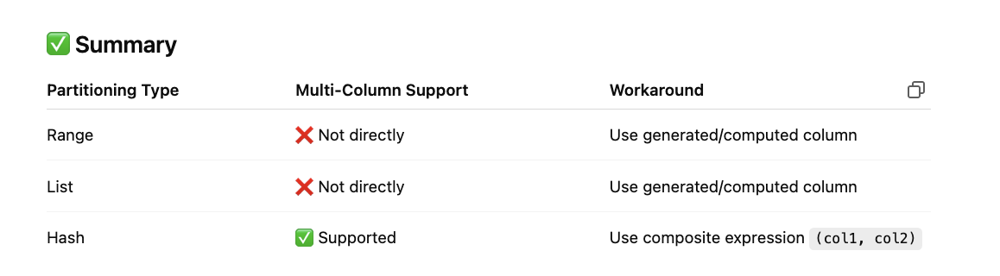 ✅ Summary
Partitioning Type Multi-Column Support Workaround
Range ❌ Not directly Use generated/computed column
List ❌ Not directly Use generated/computed column
Hash ✅ Supported Use composite expression (col1, col2)